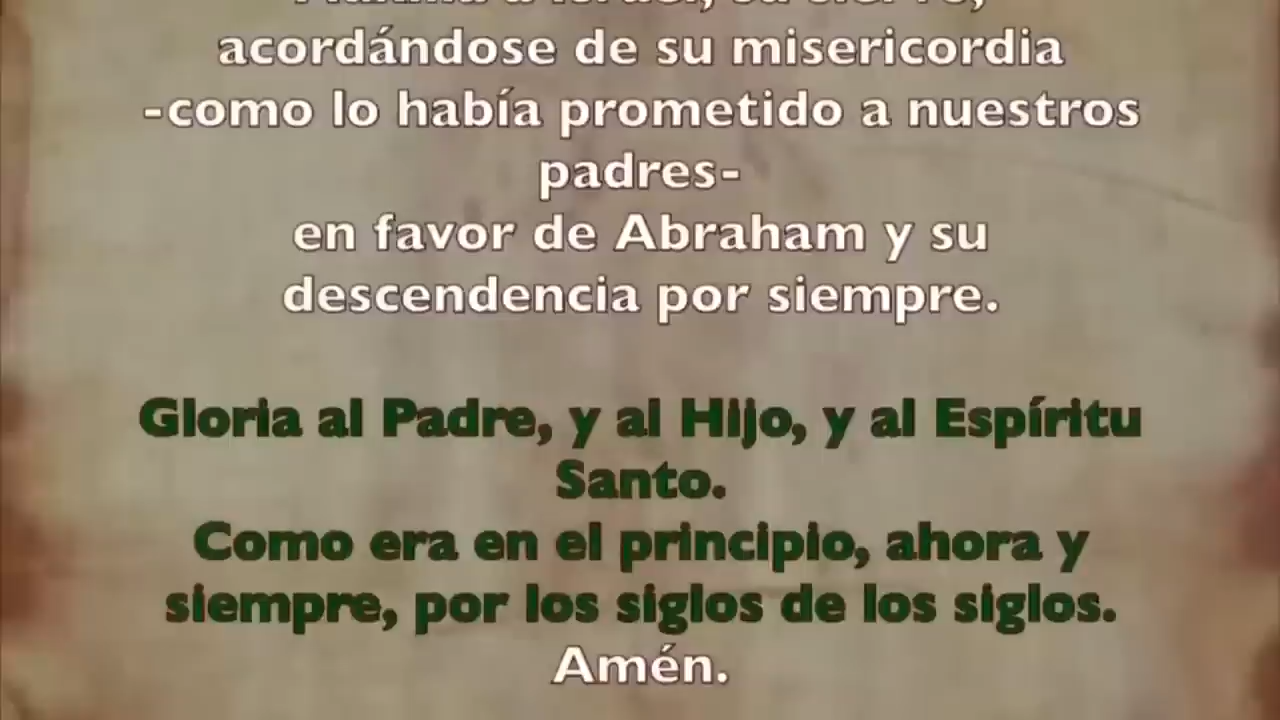 acordándose de su misericordia
-como lo había prometido a nuestros
padres-
en favor de Abraham y su
descendencia por siempre.
Gloria al Padre, y al Hijo, y al Espíritu
Santo.
Como era en el principio, ahora y
siempre, por los siglos de los siglos.
Amén.